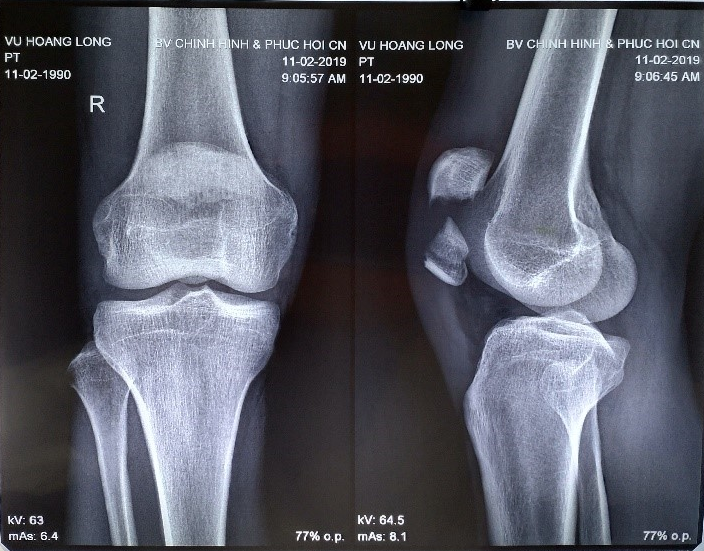 VU HOANG LONG
BV CHINH HINH & PHUC HOI CN
PT
11-02-2019
11-02-1990
9:05:57 AM
R
kV: 63
mAs: 6.4
77% o.p.
VU HOANG LONG
BV CHINH HINH & PHUC HOI CN
PT
11-02-2019
11-02-1990
9:06:45 AM
kV: 64.5
mAs: 8.1
77% o.p.